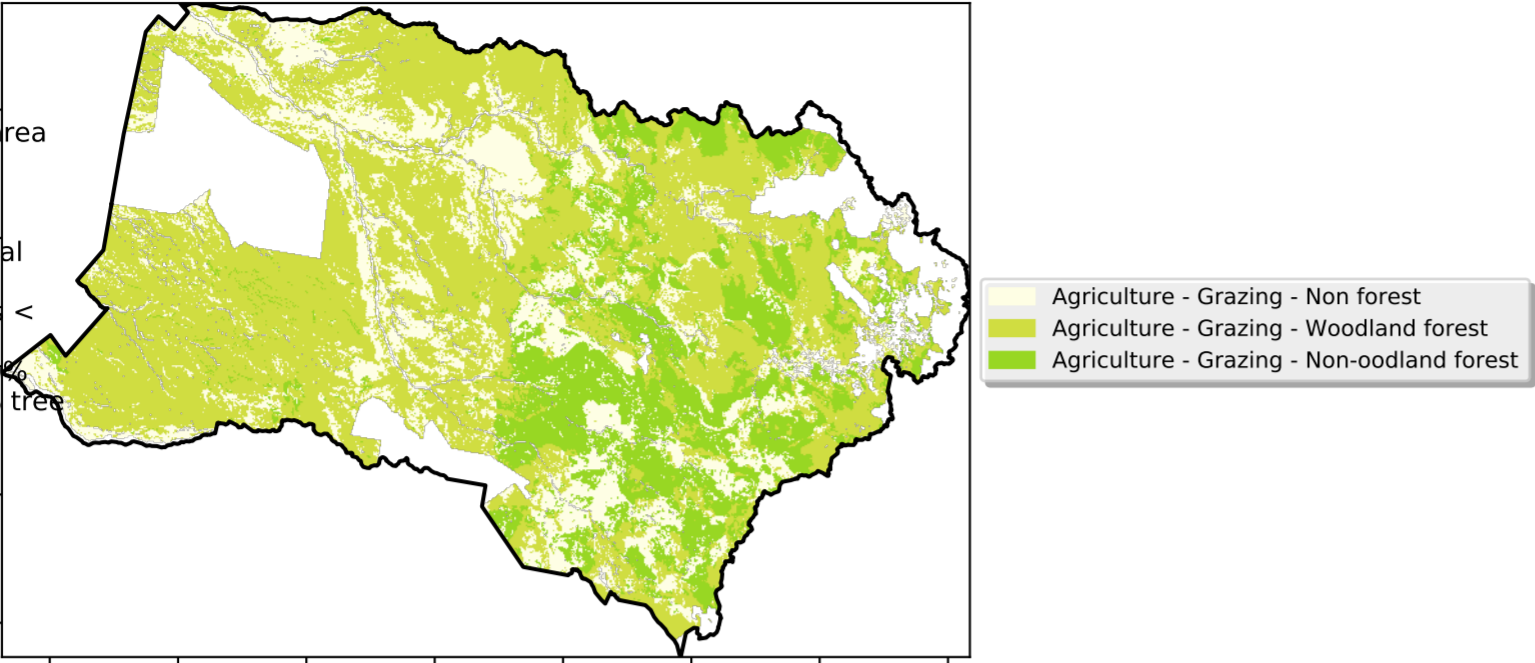 rea
al
<
%
tree
Agriculture - Grazing - Non forest
Agriculture - Grazing - Woodland forest
Agriculture - Grazing - Non-oodland forest